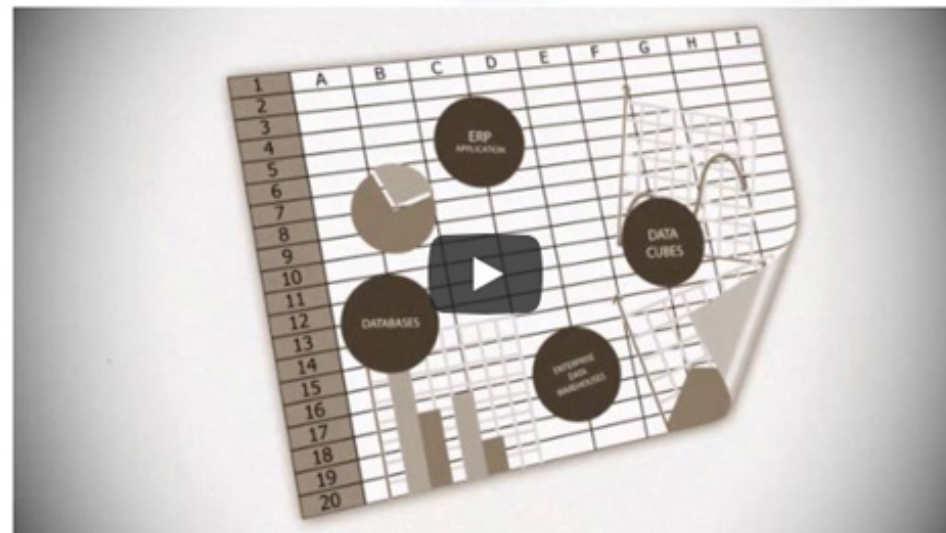 A B C D E F G H I
1
2
3
4
5
6
7
8
9
10
11
12
13
14
15
16
17
18
19
20
ERP
APPLICATION
DATA
CUBES
DATABASES
ENTERPRISE
DATA
WAREHOUSES